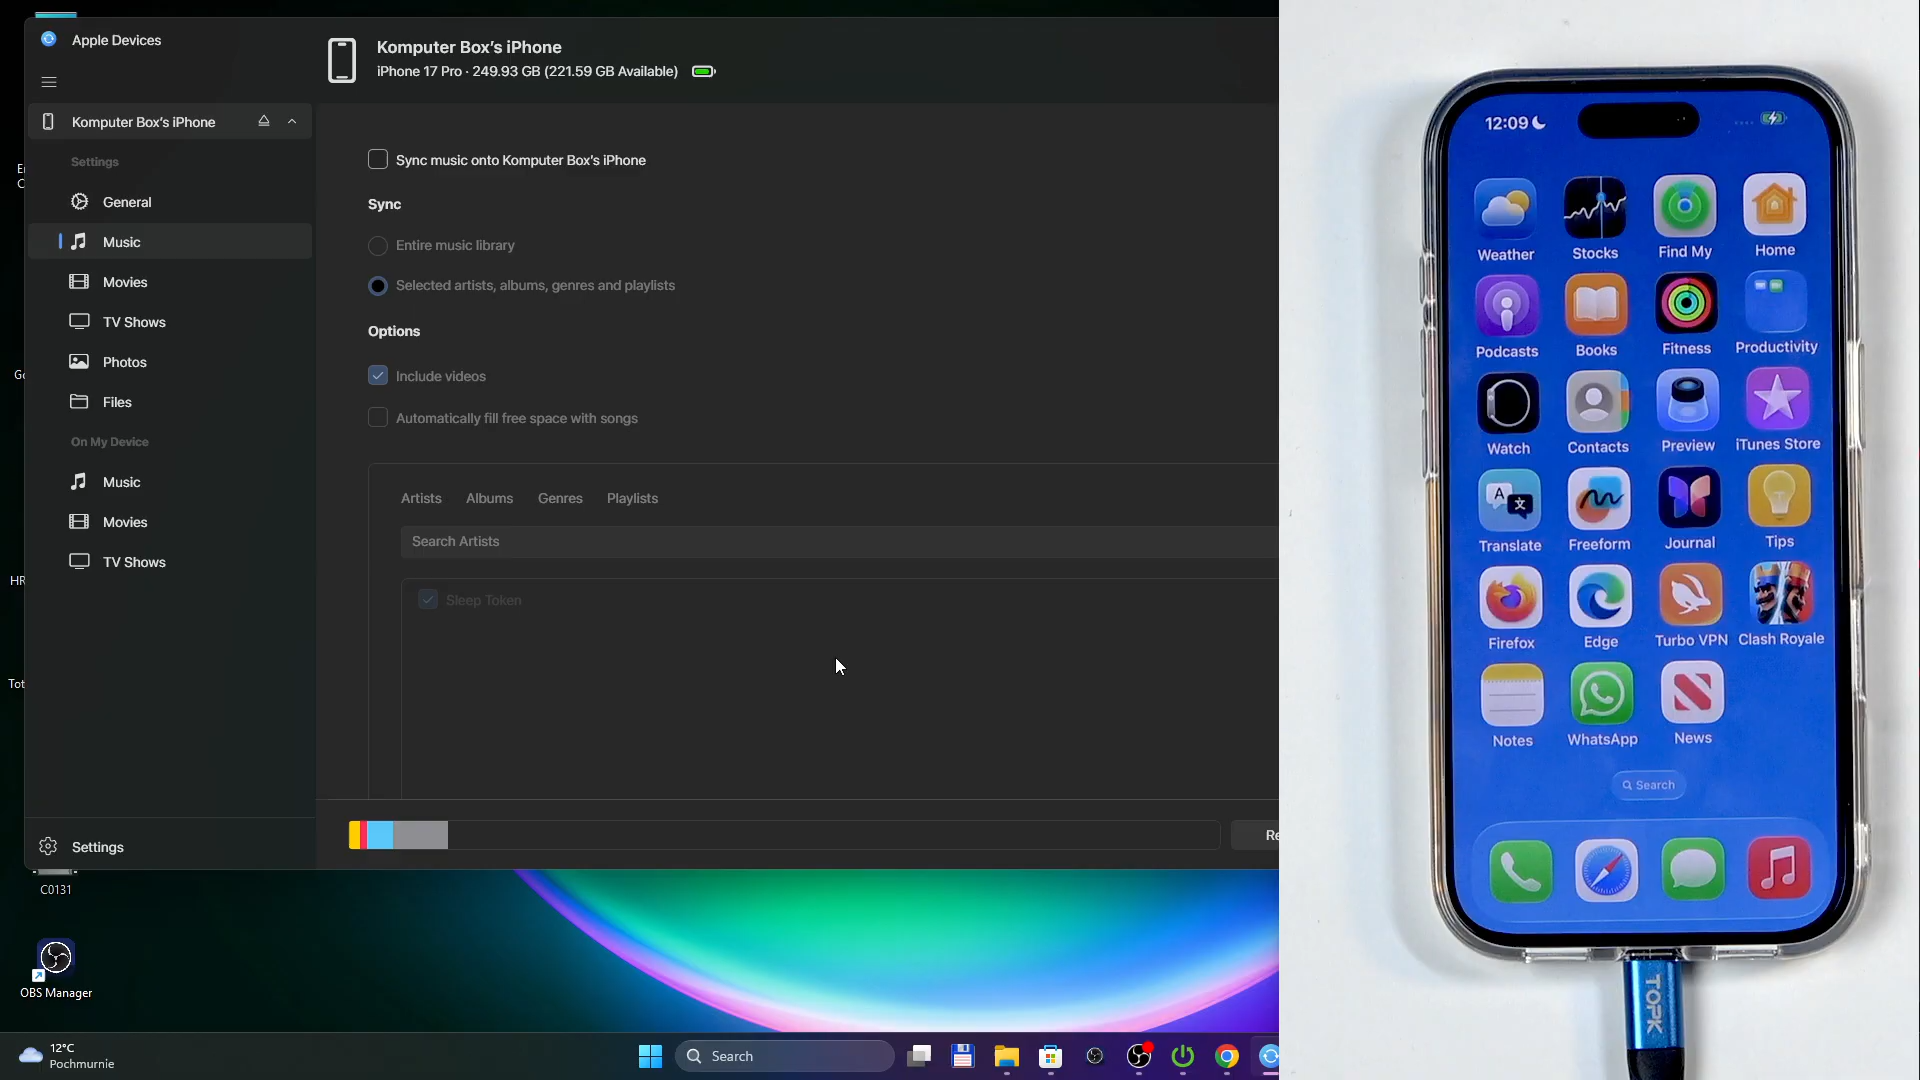 Apple Devices
Komputer Box's iPhone
iPhone 17 Pro · 249.93 GB (221.59 GB Available)
Komputer Box's iPhone
Settings
General
Music
Movies
TV Shows
Photos
Files
On My Device
Music
Movies
TV Shows
Settings
Sync music onto Komputer Box's iPhone
Sync
Entire music library
Selected artists, albums, genres and playlists
Options
Include videos
Automatically fill free space with songs
Artists Albums Genres Playlists
Search Artists
Sleep Token
C0131
OBS Manager
12°C
Pochmurnie
Search
12:09
Weather Stocks Find My Home
Podcasts Books Fitness Productivity
Watch Contacts Preview iTunes Store
Translate Freeform Journal Tips
Firefox Edge Turbo VPN Clash Royale
Notes WhatsApp News
Search
TOPK